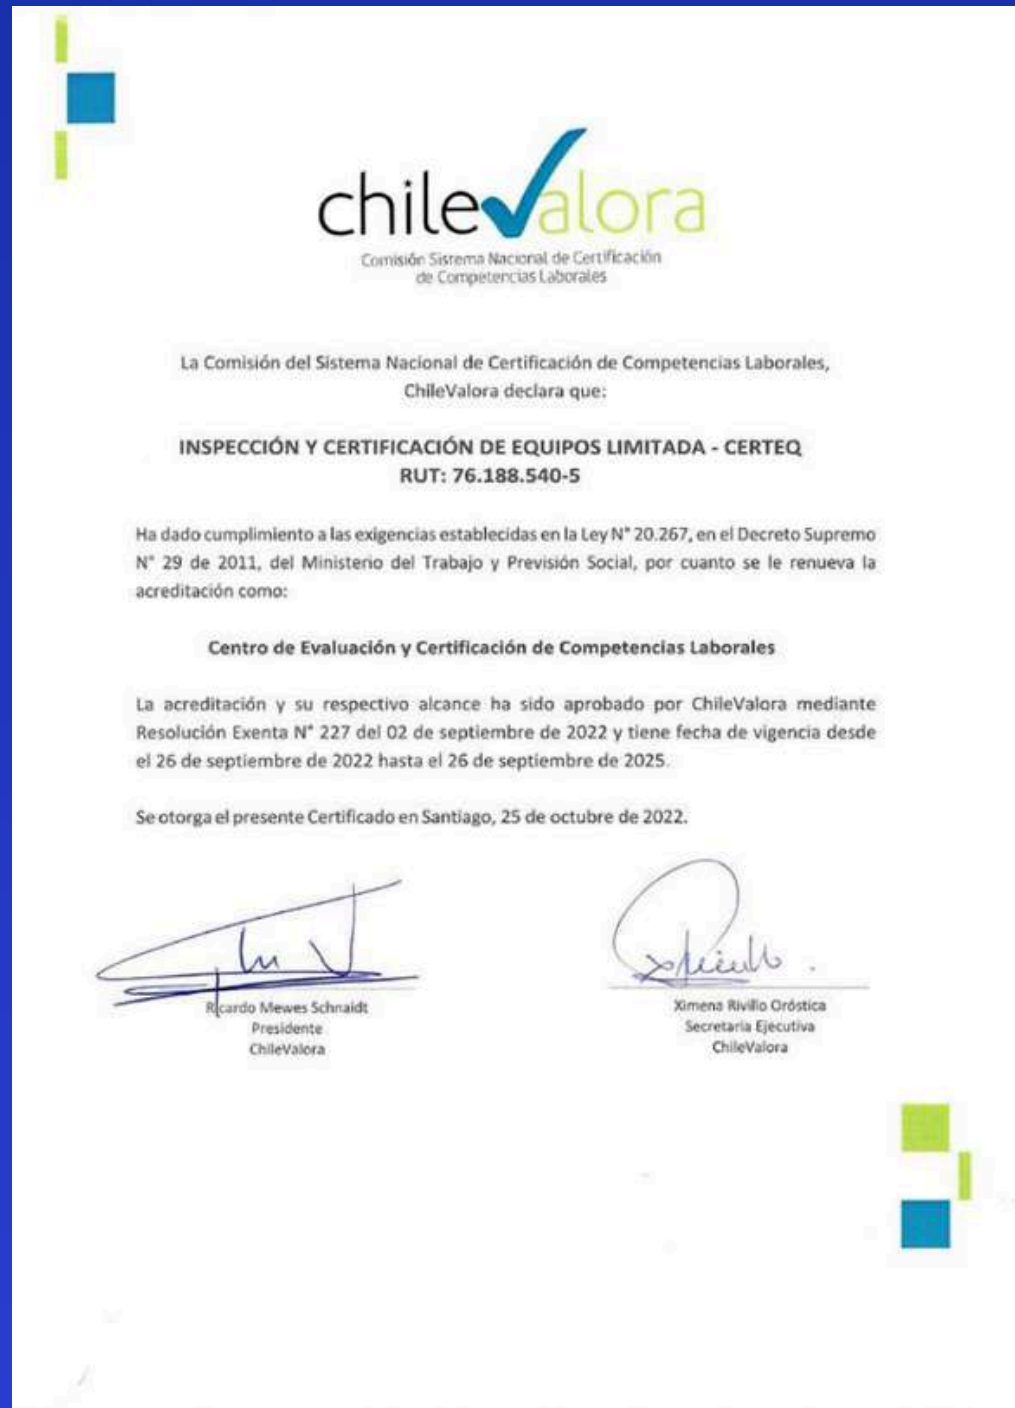 chilevalora
Comisión Sistema Nacional de Certificación
de Competencias Laborales
La Comisión del Sistema Nacional de Certificación de Competencias Laborales,
ChileValora declara que:
INSPECCIÓN Y CERTIFICACIÓN DE EQUIPOS LIMITADA - CERTEQ
RUT: 76.188.540-5
Ha dado cumplimiento a las exigencias establecidas en la Ley N° 20.267, en el Decreto Supremo
N° 29 de 2011, del Ministerio del Trabajo y Previsión Social, por cuanto se le renueva la
acreditación como:
Centro de Evaluación y Certificación de Competencias Laborales
La acreditación y su respectivo alcance ha sido aprobado por ChileValora mediante
Resolución Exenta N° 227 del 02 de septiembre de 2022 y tiene fecha de vigencia desde
el 26 de septiembre de 2022 hasta el 26 de septiembre de 2025.
Se otorga el presente Certificado en Santiago, 25 de octubre de 2022.
Ricardo Mewes Schnaidt
Presidente
ChileValora
Ximena Rivillo Oróstica
Secretaria Ejecutiva
ChileValora